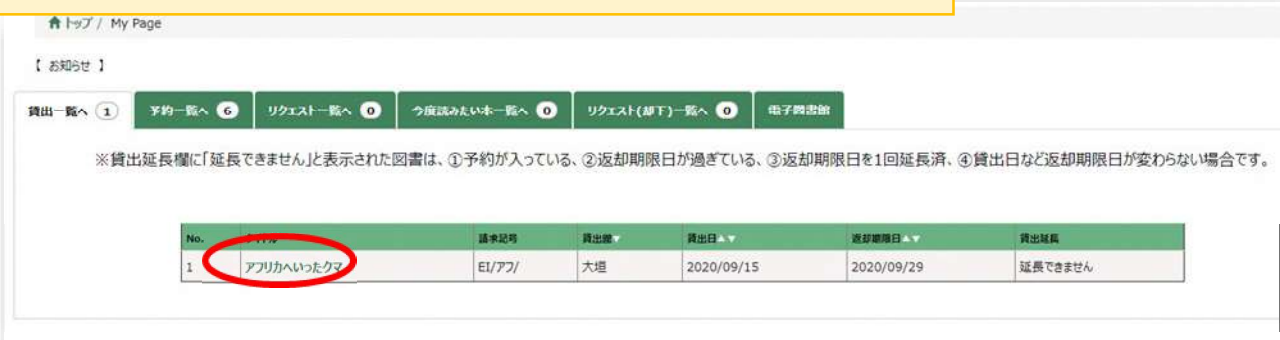 トップ / My Page
【 お知らせ 】
貸出一覧へ 1 予約一覧へ 6 リクエスト一覧へ 0 今度読みたい本一覧へ 0 リクエスト(却下)一覧へ 0 電子図書館
※貸出延長欄に「延長できません」と表示された図書は、①予約が入っている、②返却期限日が過ぎている、③返却期限日を1回延長済、④貸出日など返却期限日が変わらない場合です。
No. 請求記号 貸出館▼ 貸出日▲▼ 返却期限日▲▼ 貸出延長
1 アフリカへいったクマ EI/アフ/ 大垣 2020/09/15 2020/09/29 延長できません